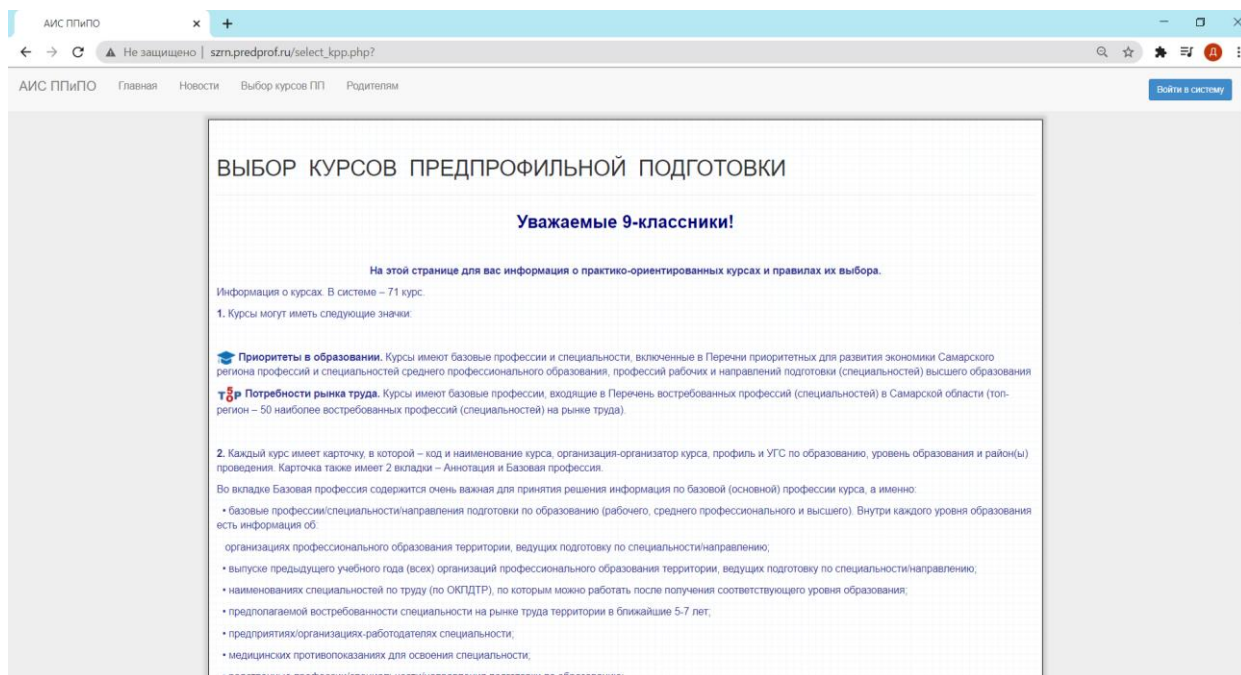 АИС ППиПО
Не защищено | szrn.predprof.ru/select_kpp.php?
Д
АИС ППиПО Главная Новости Выбор курсов ПП Родителям Войти в систему
ВЫБОР КУРСОВ ПРЕДПРОФИЛЬНОЙ ПОДГОТОВКИ
Уважаемые 9-классники!
На этой странице для вас информация о практико-ориентированных курсах и правилах их выбора.
Информация о курсах. В системе – 71 курс.
1. Курсы могут иметь следующие значки:
Приоритеты в образовании. Курсы имеют базовые профессии и специальности, включенные в Перечни приоритетных для развития экономики Самарского
региона профессий и специальностей среднего профессионального образования, профессий рабочих и направлений подготовки (специальностей) высшего образования
ТОР 50 Потребности рынка труда. Курсы имеют базовые профессии, входящие в Перечень востребованных профессий (специальностей) в Самарской области (топ-
регион – 50 наиболее востребованных профессий (специальностей) на рынке труда).
2. Каждый курс имеет карточку, в которой – код и наименование курса, организация-организатор курса, профиль и УГС по образованию, уровень образования и район(ы)
проведения. Карточка также имеет 2 вкладки – Аннотация и Базовая профессия.
Во вкладке Базовая профессия содержится очень важная для принятия решения информация по базовой (основной) профессии курса, а именно:
• базовые профессии/специальности/направления подготовки по образованию (рабочего, среднего профессионального и высшего). Внутри каждого уровня образования
есть информация об:
организациях профессионального образования территории, ведущих подготовку по специальности/направлению;
• выпуске предыдущего учебного года (всех) организаций профессионального образования территории, ведущих подготовку по специальности/направлению;
• наименованиях специальностей по труду (по ОКПДТР), по которым можно работать после получения соответствующего уровня образования;
• предполагаемой востребованности специальности на рынке труда территории в ближайшие 5-7 лет;
• предприятиях/организациях-работодателях специальности;
• медицинских противопоказаниях для освоения специальности;